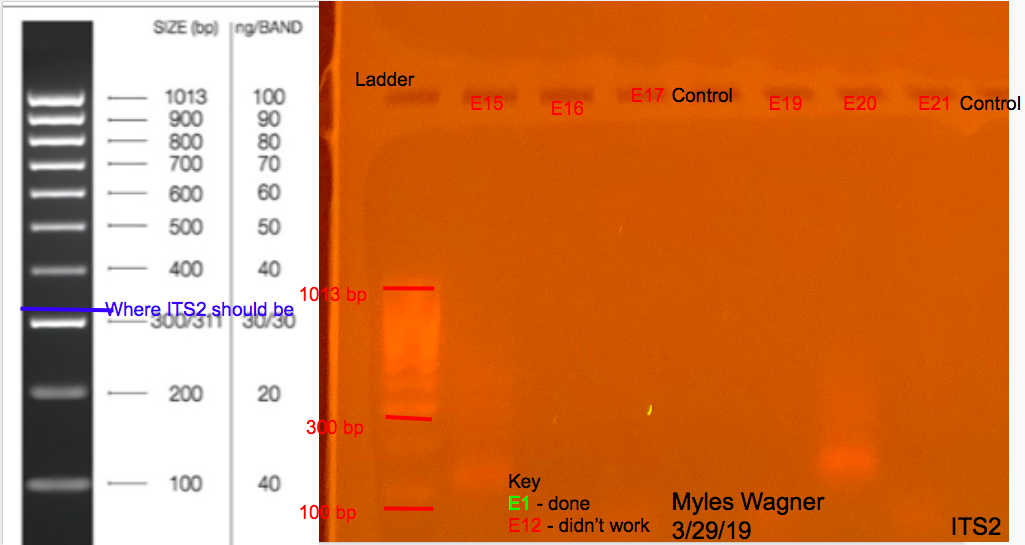 SIZE (bp) ng/BAND
1013 100
900 90
800 80
700 70
600 60
500 50
400 40
Where ITS2 should be
300/311 30/30
200 20
100 40
Ladder
E15
E16
E17
Control
E19
E20
E21
Control
1013 bp
300 bp
100 bp
Key
E1 - done
E12 - didn't work
Myles Wagner
3/29/19
ITS2